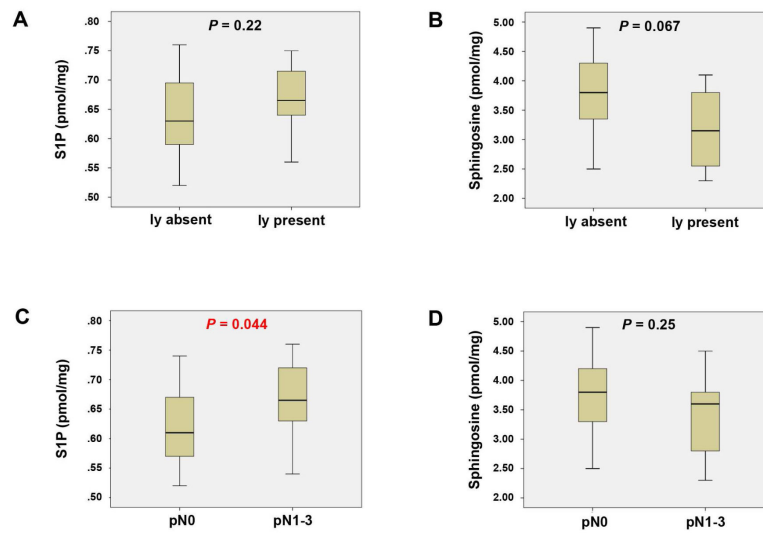 A
P = 0.22
S1P (pmol/mg)
.80
.75
.70
.65
.60
.55
.50
ly absent
ly present
B
P = 0.067
Sphingosine (pmol/mg)
5.00
4.50
4.00
3.50
3.00
2.50
2.00
ly absent
ly present
C
P = 0.044
S1P (pmol/mg)
.80
.75
.70
.65
.60
.55
.50
pN0
pN1-3
D
P = 0.25
Sphingosine (pmol/mg)
5.00
4.50
4.00
3.50
3.00
2.50
2.00
pN0
pN1-3